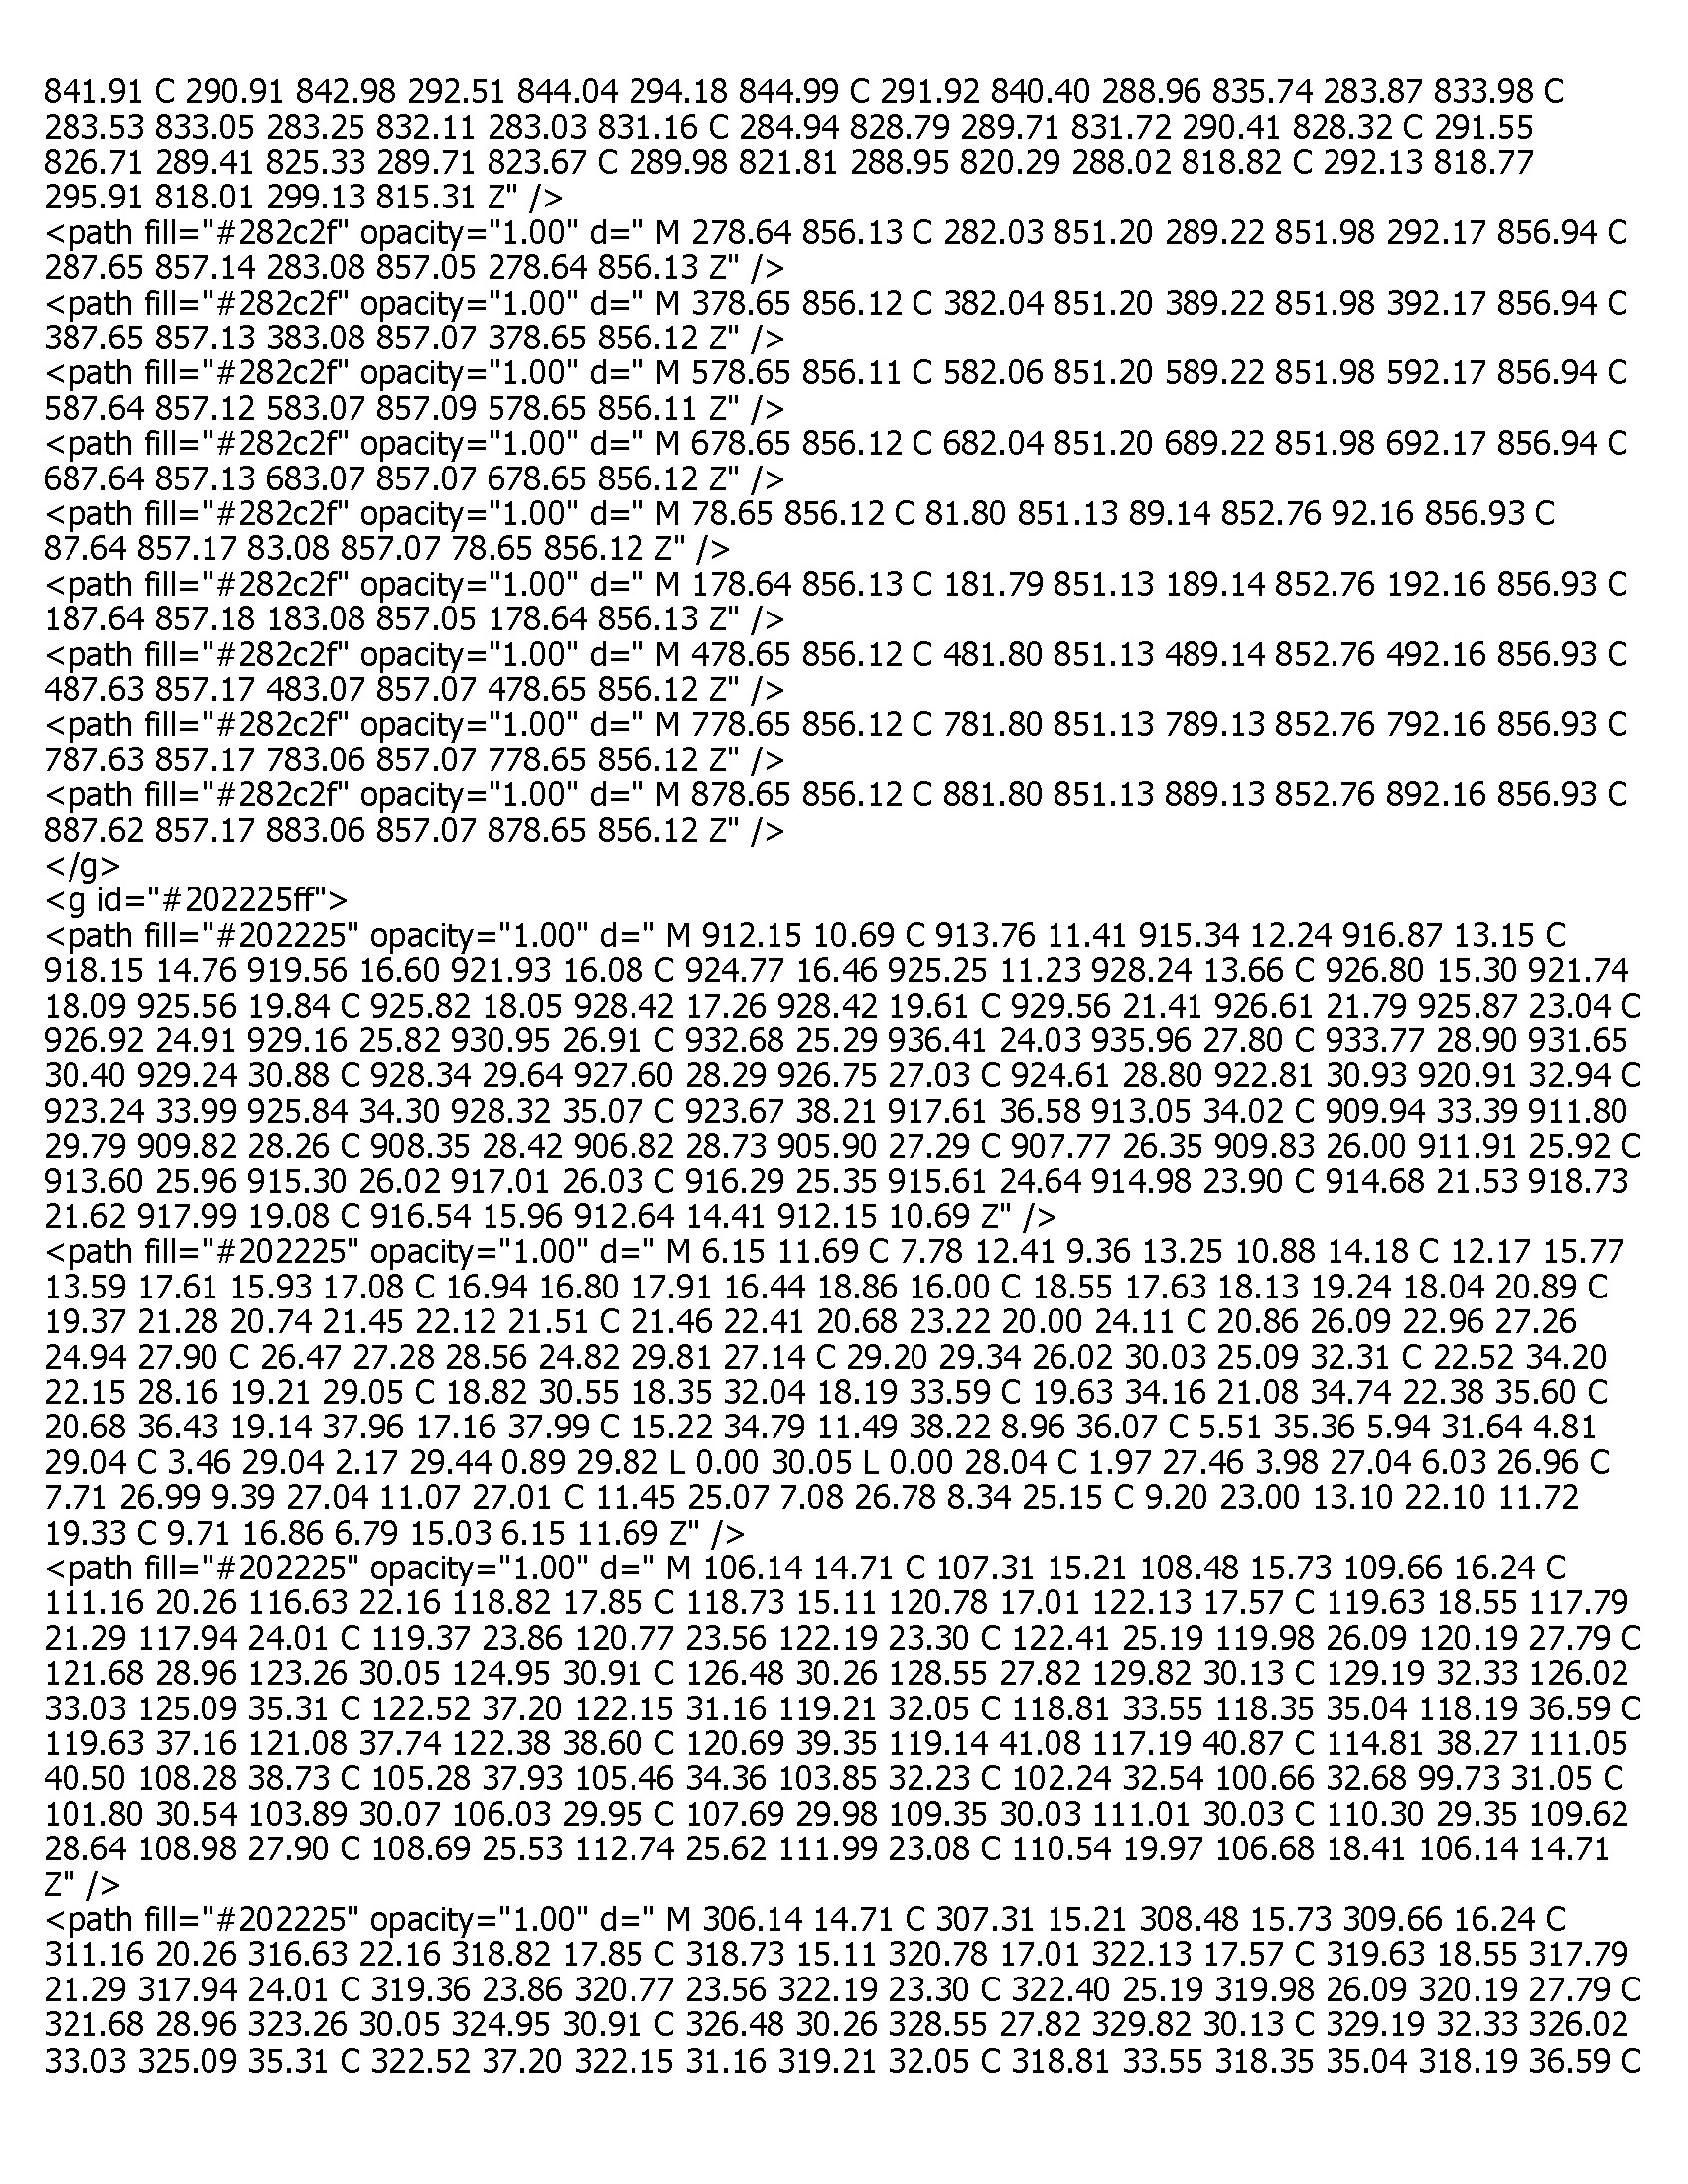 841.91 C 290.91 842.98 292.51 844.04 294.18 844.99 C 291.92 840.40 288.96 835.74 283.87 833.98 C
283.53 833.05 283.25 832.11 283.03 831.16 C 284.94 828.79 289.71 831.72 290.41 828.32 C 291.55
826.71 289.41 825.33 289.71 823.67 C 289.98 821.81 288.95 820.29 288.02 818.82 C 292.13 818.77
295.91 818.01 299.13 815.31 Z" />
<path fill="#282c2f" opacity="1.00" d=" M 278.64 856.13 C 282.03 851.20 289.22 851.98 292.17 856.94 C
287.65 857.14 283.08 857.05 278.64 856.13 Z" />
<path fill="#282c2f" opacity="1.00" d=" M 378.65 856.12 C 382.04 851.20 389.22 851.98 392.17 856.94 C
387.65 857.13 383.08 857.07 378.65 856.12 Z" />
<path fill="#282c2f" opacity="1.00" d=" M 578.65 856.11 C 582.06 851.20 589.22 851.98 592.17 856.94 C
587.64 857.12 583.07 857.09 578.65 856.11 Z" />
<path fill="#282c2f" opacity="1.00" d=" M 678.65 856.12 C 682.04 851.20 689.22 851.98 692.17 856.94 C
687.64 857.13 683.07 857.07 678.65 856.12 Z" />
<path fill="#282c2f" opacity="1.00" d=" M 78.65 856.12 C 81.80 851.13 89.14 852.76 92.16 856.93 C
87.64 857.17 83.08 857.07 78.65 856.12 Z" />
<path fill="#282c2f" opacity="1.00" d=" M 178.64 856.13 C 181.79 851.13 189.14 852.76 192.16 856.93 C
187.64 857.18 183.08 857.05 178.64 856.13 Z" />
<path fill="#282c2f" opacity="1.00" d=" M 478.65 856.12 C 481.80 851.13 489.14 852.76 492.16 856.93 C
487.63 857.17 483.07 857.07 478.65 856.12 Z" />
<path fill="#282c2f" opacity="1.00" d=" M 778.65 856.12 C 781.80 851.13 789.13 852.76 792.16 856.93 C
787.63 857.17 783.06 857.07 778.65 856.12 Z" />
<path fill="#282c2f" opacity="1.00" d=" M 878.65 856.12 C 881.80 851.13 889.13 852.76 892.16 856.93 C
887.62 857.17 883.06 857.07 878.65 856.12 Z" />
</g>
<g id="#202225ff">
<path fill="#202225" opacity="1.00" d=" M 912.15 10.69 C 913.76 11.41 915.34 12.24 916.87 13.15 C
918.15 14.76 919.56 16.60 921.93 16.08 C 924.77 16.46 925.25 11.23 928.24 13.66 C 926.80 15.30 921.74
18.09 925.56 19.84 C 925.82 18.05 928.42 17.26 928.42 19.61 C 929.56 21.41 926.61 21.79 925.87 23.04 C
926.92 24.91 929.16 25.82 930.95 26.91 C 932.68 25.29 936.41 24.03 935.96 27.80 C 933.77 28.90 931.65
30.40 929.24 30.88 C 928.34 29.64 927.60 28.29 926.75 27.03 C 924.61 28.80 922.81 30.93 920.91 32.94 C
923.24 33.99 925.84 34.30 928.32 35.07 C 923.67 38.21 917.61 36.58 913.05 34.02 C 909.94 33.39 911.80
29.79 909.82 28.26 C 908.35 28.42 906.82 28.73 905.90 27.29 C 907.77 26.35 909.83 26.00 911.91 25.92 C
913.60 25.96 915.30 26.02 917.01 26.03 C 916.29 25.35 915.61 24.64 914.98 23.90 C 914.68 21.53 918.73
21.62 917.99 19.08 C 916.54 15.96 912.64 14.41 912.15 10.69 Z" />
<path fill="#202225" opacity="1.00" d=" M 6.15 11.69 C 7.78 12.41 9.36 13.25 10.88 14.18 C 12.17 15.77
13.59 17.61 15.93 17.08 C 16.94 16.80 17.91 16.44 18.86 16.00 C 18.55 17.63 18.13 19.24 18.04 20.89 C
19.37 21.28 20.74 21.45 22.12 21.51 C 21.46 22.41 20.68 23.22 20.00 24.11 C 20.86 26.09 22.96 27.26
24.94 27.90 C 26.47 27.28 28.56 24.82 29.81 27.14 C 29.20 29.34 26.02 30.03 25.09 32.31 C 22.52 34.20
22.15 28.16 19.21 29.05 C 18.82 30.55 18.35 32.04 18.19 33.59 C 19.63 34.16 21.08 34.74 22.38 35.60 C
20.68 36.43 19.14 37.96 17.16 37.99 C 15.22 34.79 11.49 38.22 8.96 36.07 C 5.51 35.36 5.94 31.64 4.81
29.04 C 3.46 29.04 2.17 29.44 0.89 29.82 L 0.00 30.05 L 0.00 28.04 C 1.97 27.46 3.98 27.04 6.03 26.96 C
7.71 26.99 9.39 27.04 11.07 27.01 C 11.45 25.07 7.08 26.78 8.34 25.15 C 9.20 23.00 13.10 22.10 11.72
19.33 C 9.71 16.86 6.79 15.03 6.15 11.69 Z" />
<path fill="#202225" opacity="1.00" d=" M 106.14 14.71 C 107.31 15.21 108.48 15.73 109.66 16.24 C
111.16 20.26 116.63 22.16 118.82 17.85 C 118.73 15.11 120.78 17.01 122.13 17.57 C 119.63 18.55 117.79
21.29 117.94 24.01 C 119.37 23.86 120.77 23.56 122.19 23.30 C 122.41 25.19 119.98 26.09 120.19 27.79 C
121.68 28.96 123.26 30.05 124.95 30.91 C 126.48 30.26 128.55 27.82 129.82 30.13 C 129.19 32.33 126.02
33.03 125.09 35.31 C 122.52 37.20 122.15 31.16 119.21 32.05 C 118.81 33.55 118.35 35.04 118.19 36.59 C
119.63 37.16 121.08 37.74 122.38 38.60 C 120.69 39.35 119.14 41.08 117.19 40.87 C 114.81 38.27 111.05
40.50 108.28 38.73 C 105.28 37.93 105.46 34.36 103.85 32.23 C 102.24 32.54 100.66 32.68 99.73 31.05 C
101.80 30.54 103.89 30.07 106.03 29.95 C 107.69 29.98 109.35 30.03 111.01 30.03 C 110.30 29.35 109.62
28.64 108.98 27.90 C 108.69 25.53 112.74 25.62 111.99 23.08 C 110.54 19.97 106.68 18.41 106.14 14.71
Z" />
<path fill="#202225" opacity="1.00" d=" M 306.14 14.71 C 307.31 15.21 308.48 15.73 309.66 16.24 C
311.16 20.26 316.63 22.16 318.82 17.85 C 318.73 15.11 320.78 17.01 322.13 17.57 C 319.63 18.55 317.79
21.29 317.94 24.01 C 319.36 23.86 320.77 23.56 322.19 23.30 C 322.40 25.19 319.98 26.09 320.19 27.79 C
321.68 28.96 323.26 30.05 324.95 30.91 C 326.48 30.26 328.55 27.82 329.82 30.13 C 329.19 32.33 326.02
33.03 325.09 35.31 C 322.52 37.20 322.15 31.16 319.21 32.05 C 318.81 33.55 318.35 35.04 318.19 36.59 C